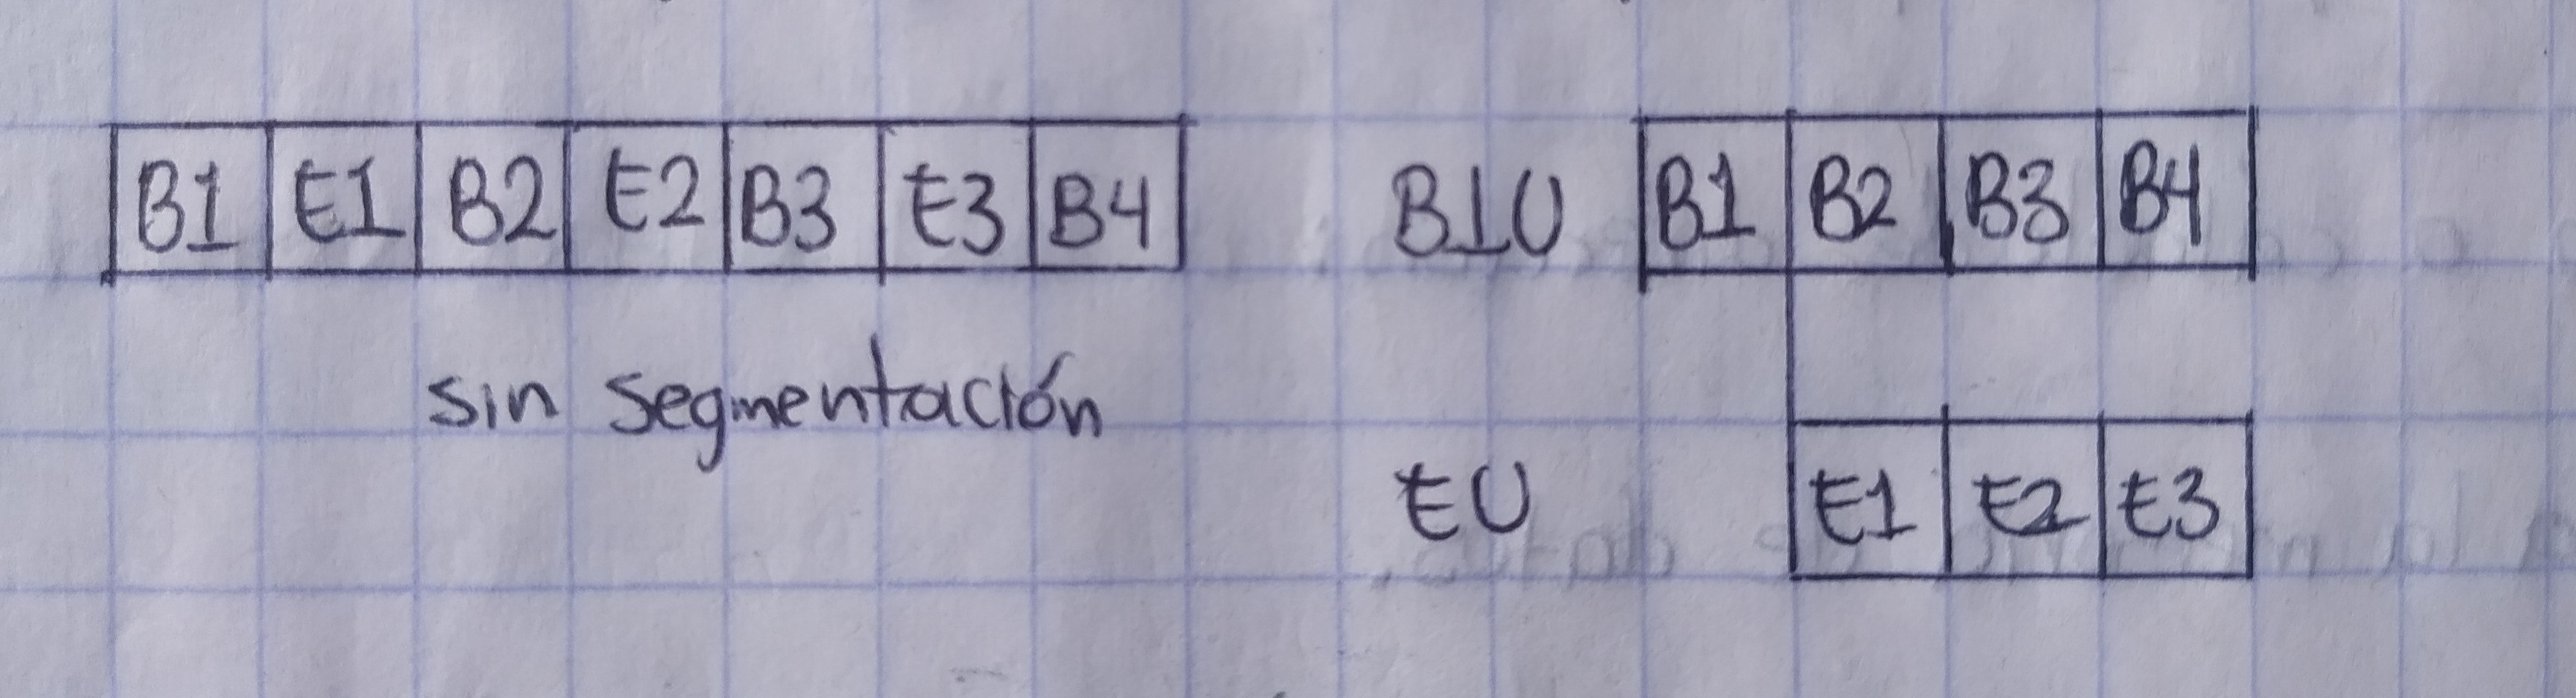 B1 E1 B2 E2 B3 E3 B4
sin segmentación
BIU B1 B2 B3 B4
EU E1 E2 E3